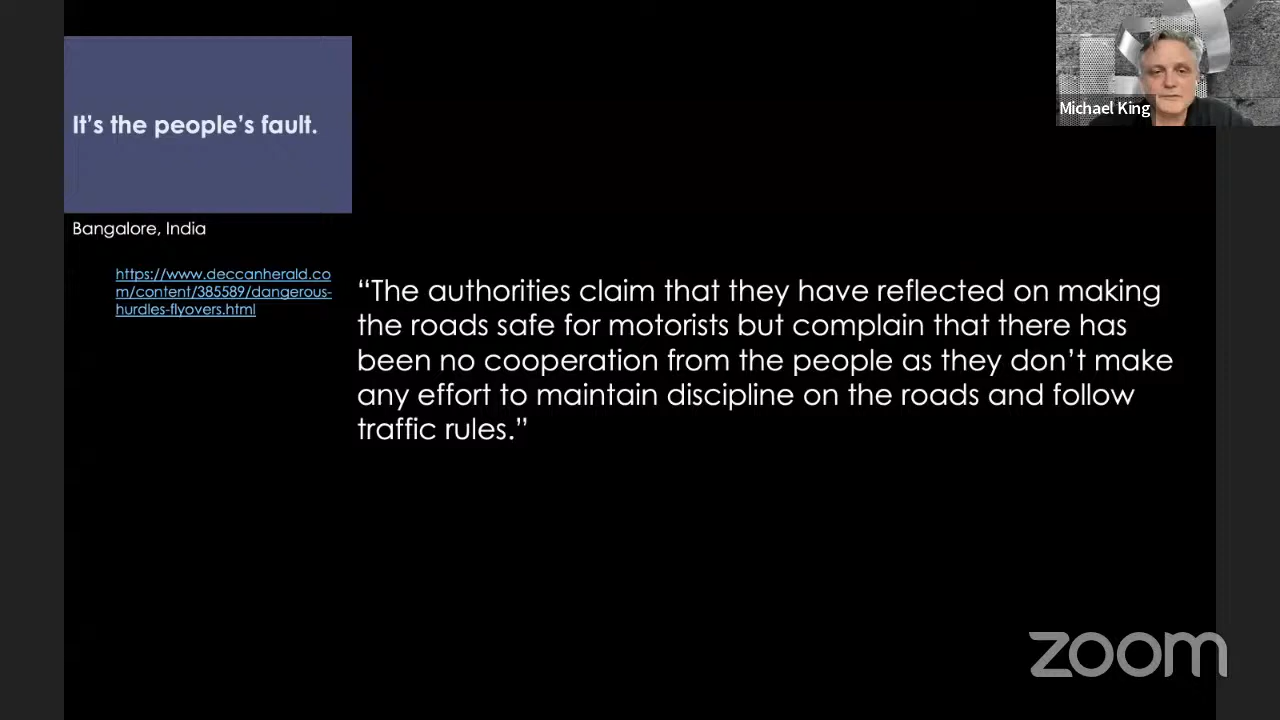 It's the people's fault.
Bangalore, India
https://www.deccanherald.co
m/content/385589/dangerous-
hurdles-flyovers.html
“The authorities claim that they have reflected on making
the roads safe for motorists but complain that there has
been no cooperation from the people as they don’t make
any effort to maintain discipline on the roads and follow
traffic rules.”
Michael King
zoom